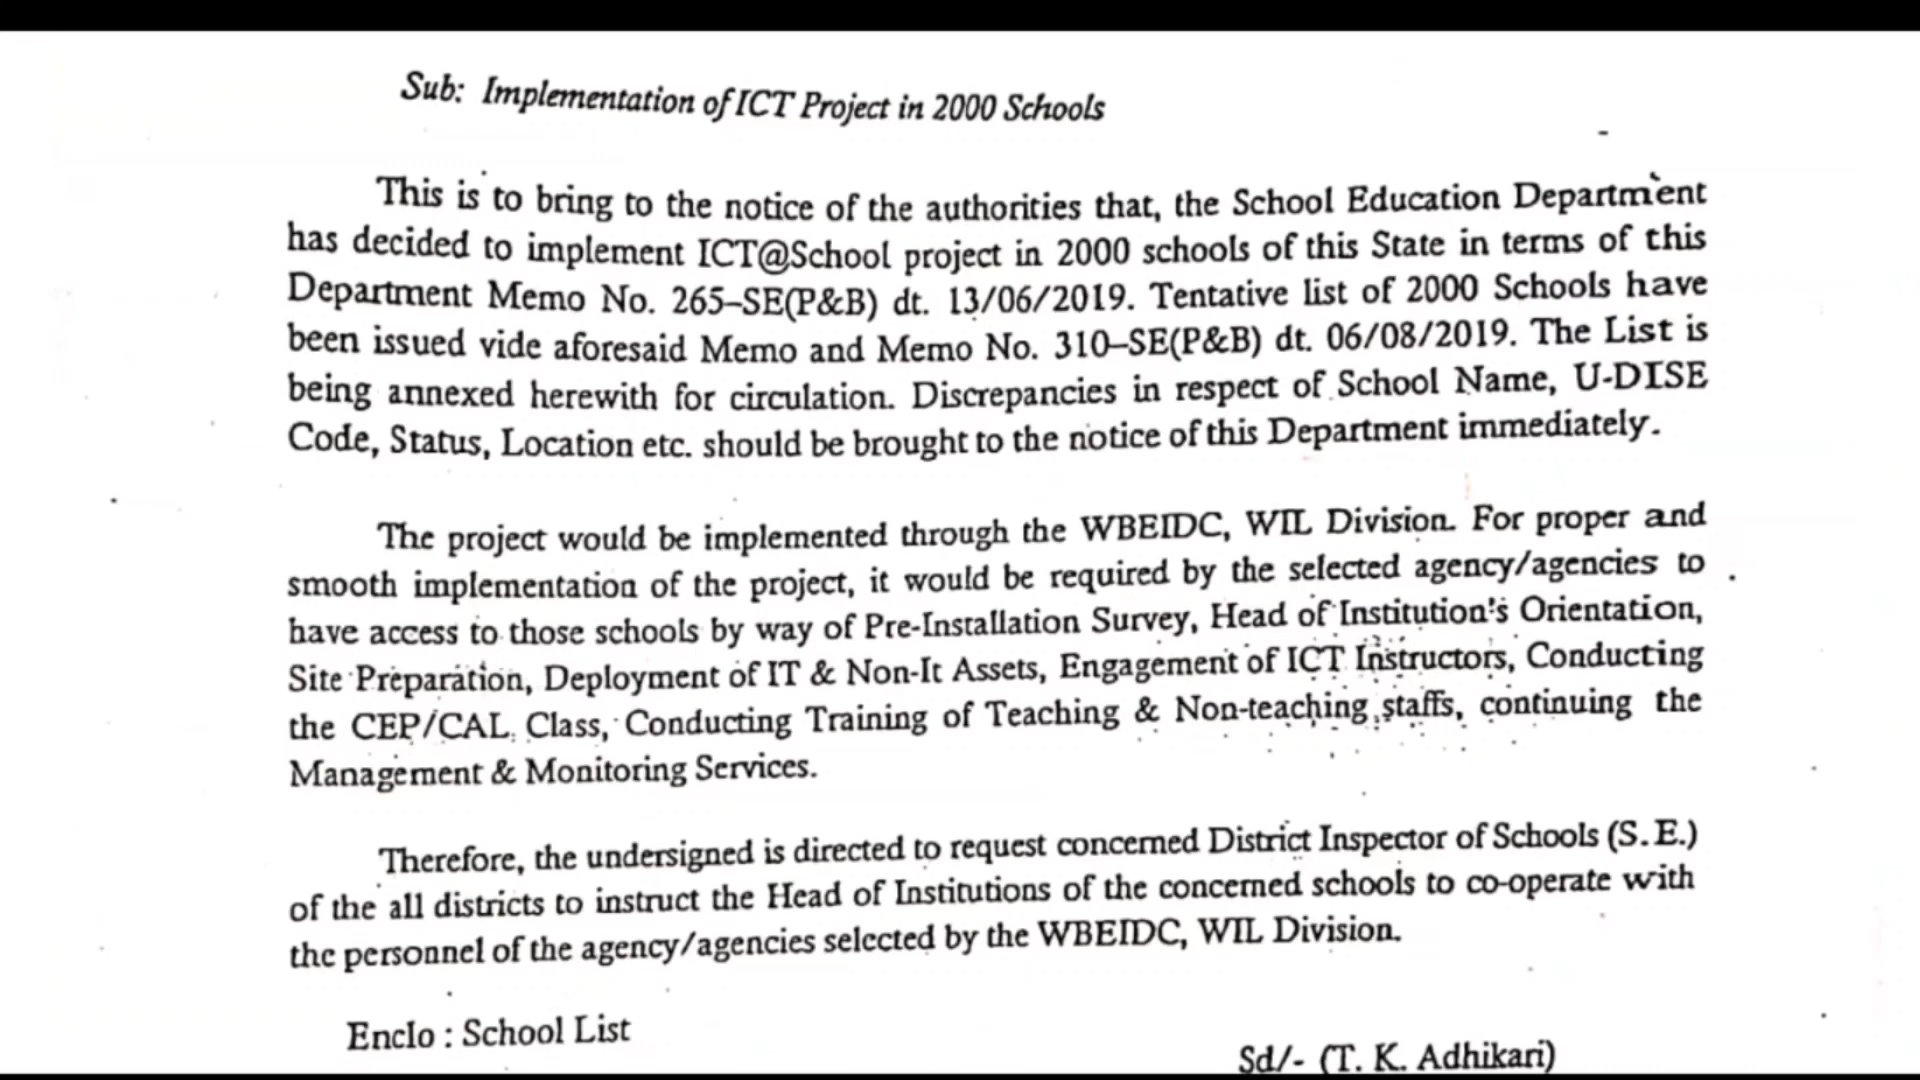 Sub: Implementation of ICT Project in 2000 Schools
This is to bring to the notice of the authorities that, the School Education Department
has decided to implement ICT@School project in 2000 schools of this State in terms of this
Department Memo No. 265–SE(P&B) dt. 13/06/2019. Tentative list of 2000 Schools have
been issued vide aforesaid Memo and Memo No. 310–SE(P&B) dt. 06/08/2019. The List is
being annexed herewith for circulation. Discrepancies in respect of School Name, U-DISE
Code, Status, Location etc. should be brought to the notice of this Department immediately.
The project would be implemented through the WBEIDC, WIL Division. For proper and
smooth implementation of the project, it would be required by the selected agency/agencies to
have access to those schools by way of Pre-Installation Survey, Head of Institution's Orientation,
Site Preparation, Deployment of IT & Non-It Assets, Engagement of ICT Instructors, Conducting
the CEP/CAL Class, Conducting Training of Teaching & Non-teaching staffs, continuing the
Management & Monitoring Services.
Therefore, the undersigned is directed to request concerned District Inspector of Schools (S.E.)
of the all districts to instruct the Head of Institutions of the concerned schools to co-operate with
the personnel of the agency/agencies selected by the WBEIDC, WIL Division.
Enclo : School List
Sd/- (T. K. Adhikari)